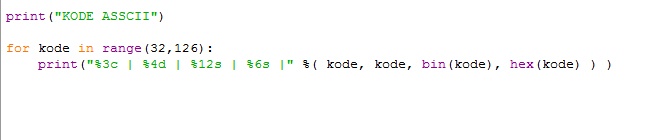 print("KODE ASSCII")
for kode in range(32,126):
    print("%3c | %4d | %12s | %6s |" %( kode, kode, bin(kode), hex(kode) ) )